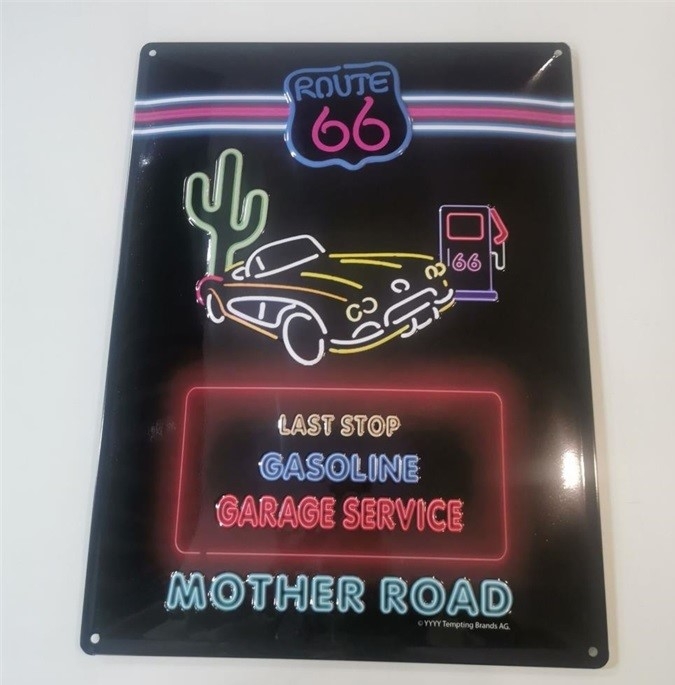 ROUTE
66
66
LAST STOP
GASOLINE
GARAGE SERVICE
MOTHER ROAD
© YYYY Tempting Brands AG.